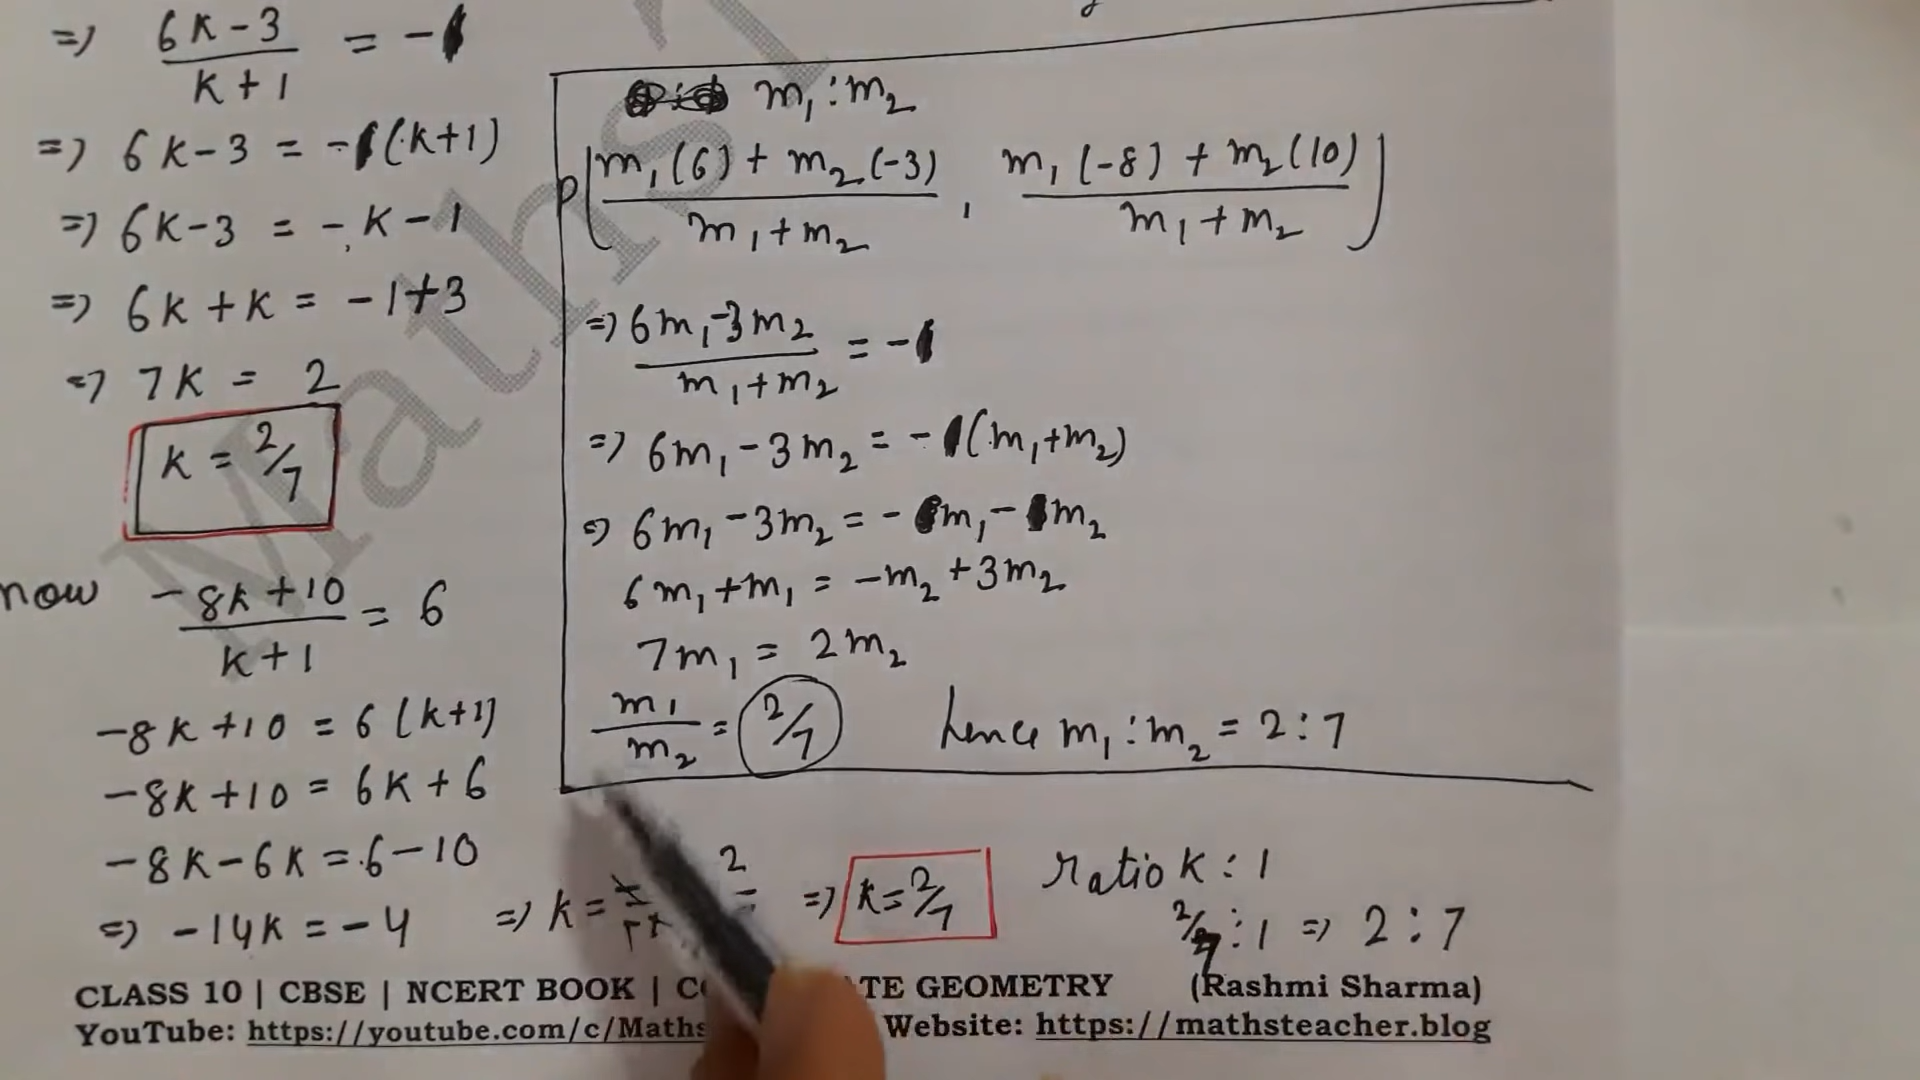 => 6k-3 / k+1 = -1
=> 6k-3 = -1(k+1)
=> 6k-3 = -k-1
=> 6k+k = -1+3
=> 7k = 2
k = 2/7
now -8k+10 / k+1 = 6
-8k+10 = 6(k+1)
-8k+10 = 6k+6
-8k-6k = 6-10
=> -14k = -4
m₁:m₂
P(m₁(6)+m₂(-3) / m₁+m₂ , m₁(-8)+m₂(10) / m₁+m₂)
=> 6m₁-3m₂ / m₁+m₂ = -1
=> 6m₁-3m₂ = -1(m₁+m₂)
=> 6m₁-3m₂ = -1m₁-1m₂
6m₁+m₁ = -m₂+3m₂
7m₁ = 2m₂
m₁/m₂ = 2/7 hence m₁:m₂ = 2:7
=> k = 2 => k=2/7
ratio k:1
2/7:1 => 2:7
Maths
CLASS 10 | CBSE | NCERT BOOK | TE GEOMETRY (Rashmi Sharma)
YouTube: https://youtube.com/c/Maths Website: https://mathsteacher.blog